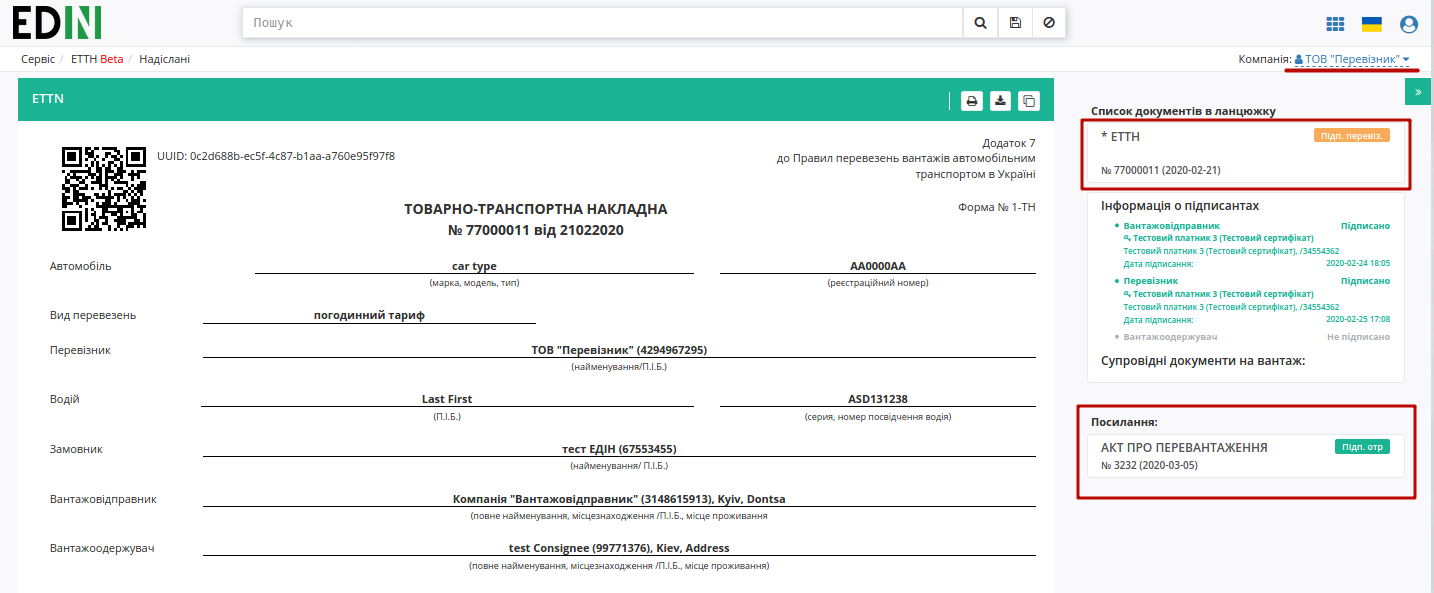 EDIN
Пошук
Сервіс / ЕТТН Beta / Надіслані
Компанія: ТОВ "Перевізник"
ETTN
»
UUID: 0c2d688b-ec5f-4c87-b1aa-a760e95f97f8
Додаток 7
до Правил перевезень вантажів автомобільним
транспортом в Україні
ТОВАРНО-ТРАНСПОРТНА НАКЛАДНА
Форма № 1-ТН
№ 77000011 від 21022020
Автомобіль
car type
AA0000AA
(марка, модель, тип)
(реєстраційний номер)
Вид перевезень
погодинний тариф
Перевізник
ТОВ "Перевізник" (4294967295)
(найменування/П.І.Б.)
Водій
Last First
ASD131238
(П.І.Б.)
(серия, номер посвідчення водія)
Замовник
тест ЕДІН (67553455)
(найменування/ П.І.Б.)
Вантажовідправник
Компанія "Вантажовідправник" (3148615913), Kyiv, Dontsa
(повне найменування, місцезнаходження /П.І.Б., місце проживання
Вантажоодержувач
test Consignee (99771376), Kiev, Address
(повне найменування, місцезнаходження /П.І.Б., місце проживання)
Список документів в ланцюжку
* ЕТТН
Підп. перевіз.
№ 77000011 (2020-02-21)
Інформація о підписантах
Вантажовідправник Підписано
Тестовий платник 3 (Тестовий сертифікат)
Тестовий платник 3 (Тестовий сертифікат), /34554362
Дата підписання: 2020-02-24 18:05
Перевізник Підписано
Тестовий платник 3 (Тестовий сертифікат)
Тестовий платник 3 (Тестовий сертифікат), /34554362
Дата підписання: 2020-02-25 17:08
Вантажоодержувач Не підписано
Супровідні документи на вантаж:
Посилання:
АКТ ПРО ПЕРЕВАНТАЖЕННЯ
Підп. отр
№ 3232 (2020-03-05)